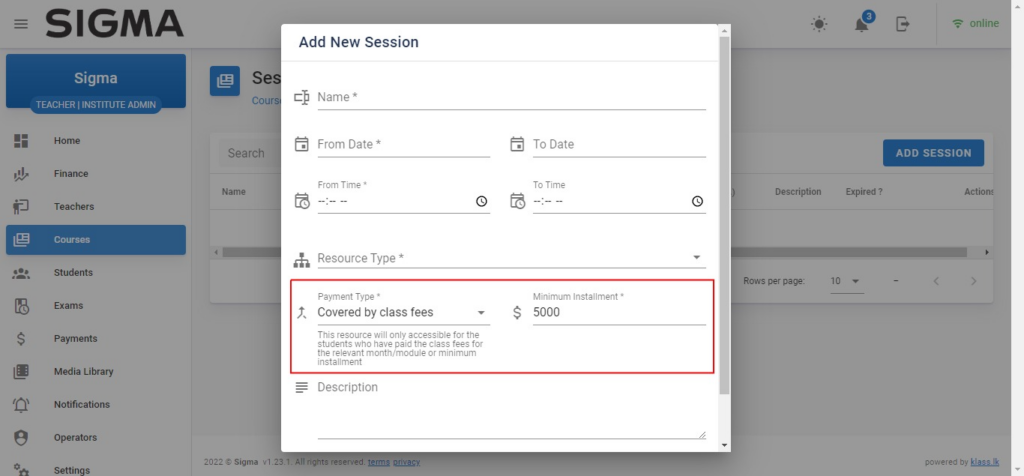 SIGMA
3
online
Sigma
TEACHER | INSTITUTE ADMIN
Home
Finance
Teachers
Courses
Students
Exams
Payments
Media Library
Notifications
Operators
Settings
Ses
Cours
Search
ADD SESSION
Name
)
Description
Expired ?
Actions
Rows per page:
10
–
Add New Session
Name *
From Date *
To Date
From Time *
--:-- --
To Time
--:-- --
Resource Type *
Payment Type *
Covered by class fees
This resource will only accessible for the
students who have paid the class fees for
the relevant month/module or minimum
installment
Minimum Installment *
5000
Description
2022 © Sigma v1.23.1. All rights reserved. terms privacy
powered by klass.lk